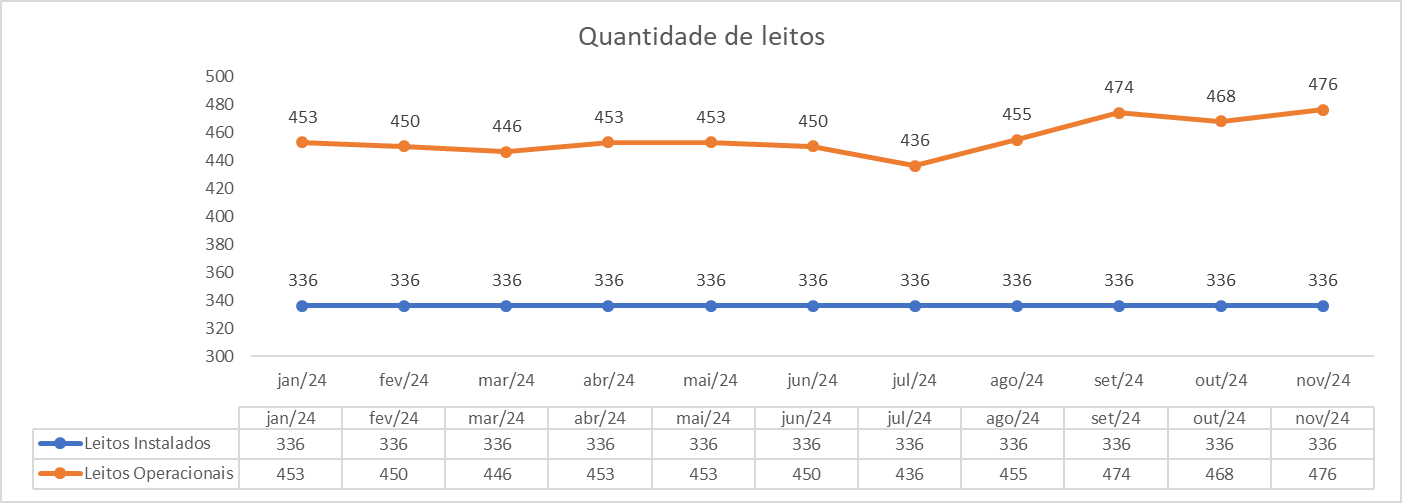 Quantidade de leitos
500
480
460
440
420
400
380
360
340
320
300
453 450 446 453 453 450 436 455 474 468 476
336 336 336 336 336 336 336 336 336 336 336
jan/24 fev/24 mar/24 abr/24 mai/24 jun/24 jul/24 ago/24 set/24 out/24 nov/24
jan/24 fev/24 mar/24 abr/24 mai/24 jun/24 jul/24 ago/24 set/24 out/24 nov/24
Leitos Instalados 336 336 336 336 336 336 336 336 336 336 336
Leitos Operacionais 453 450 446 453 453 450 436 455 474 468 476